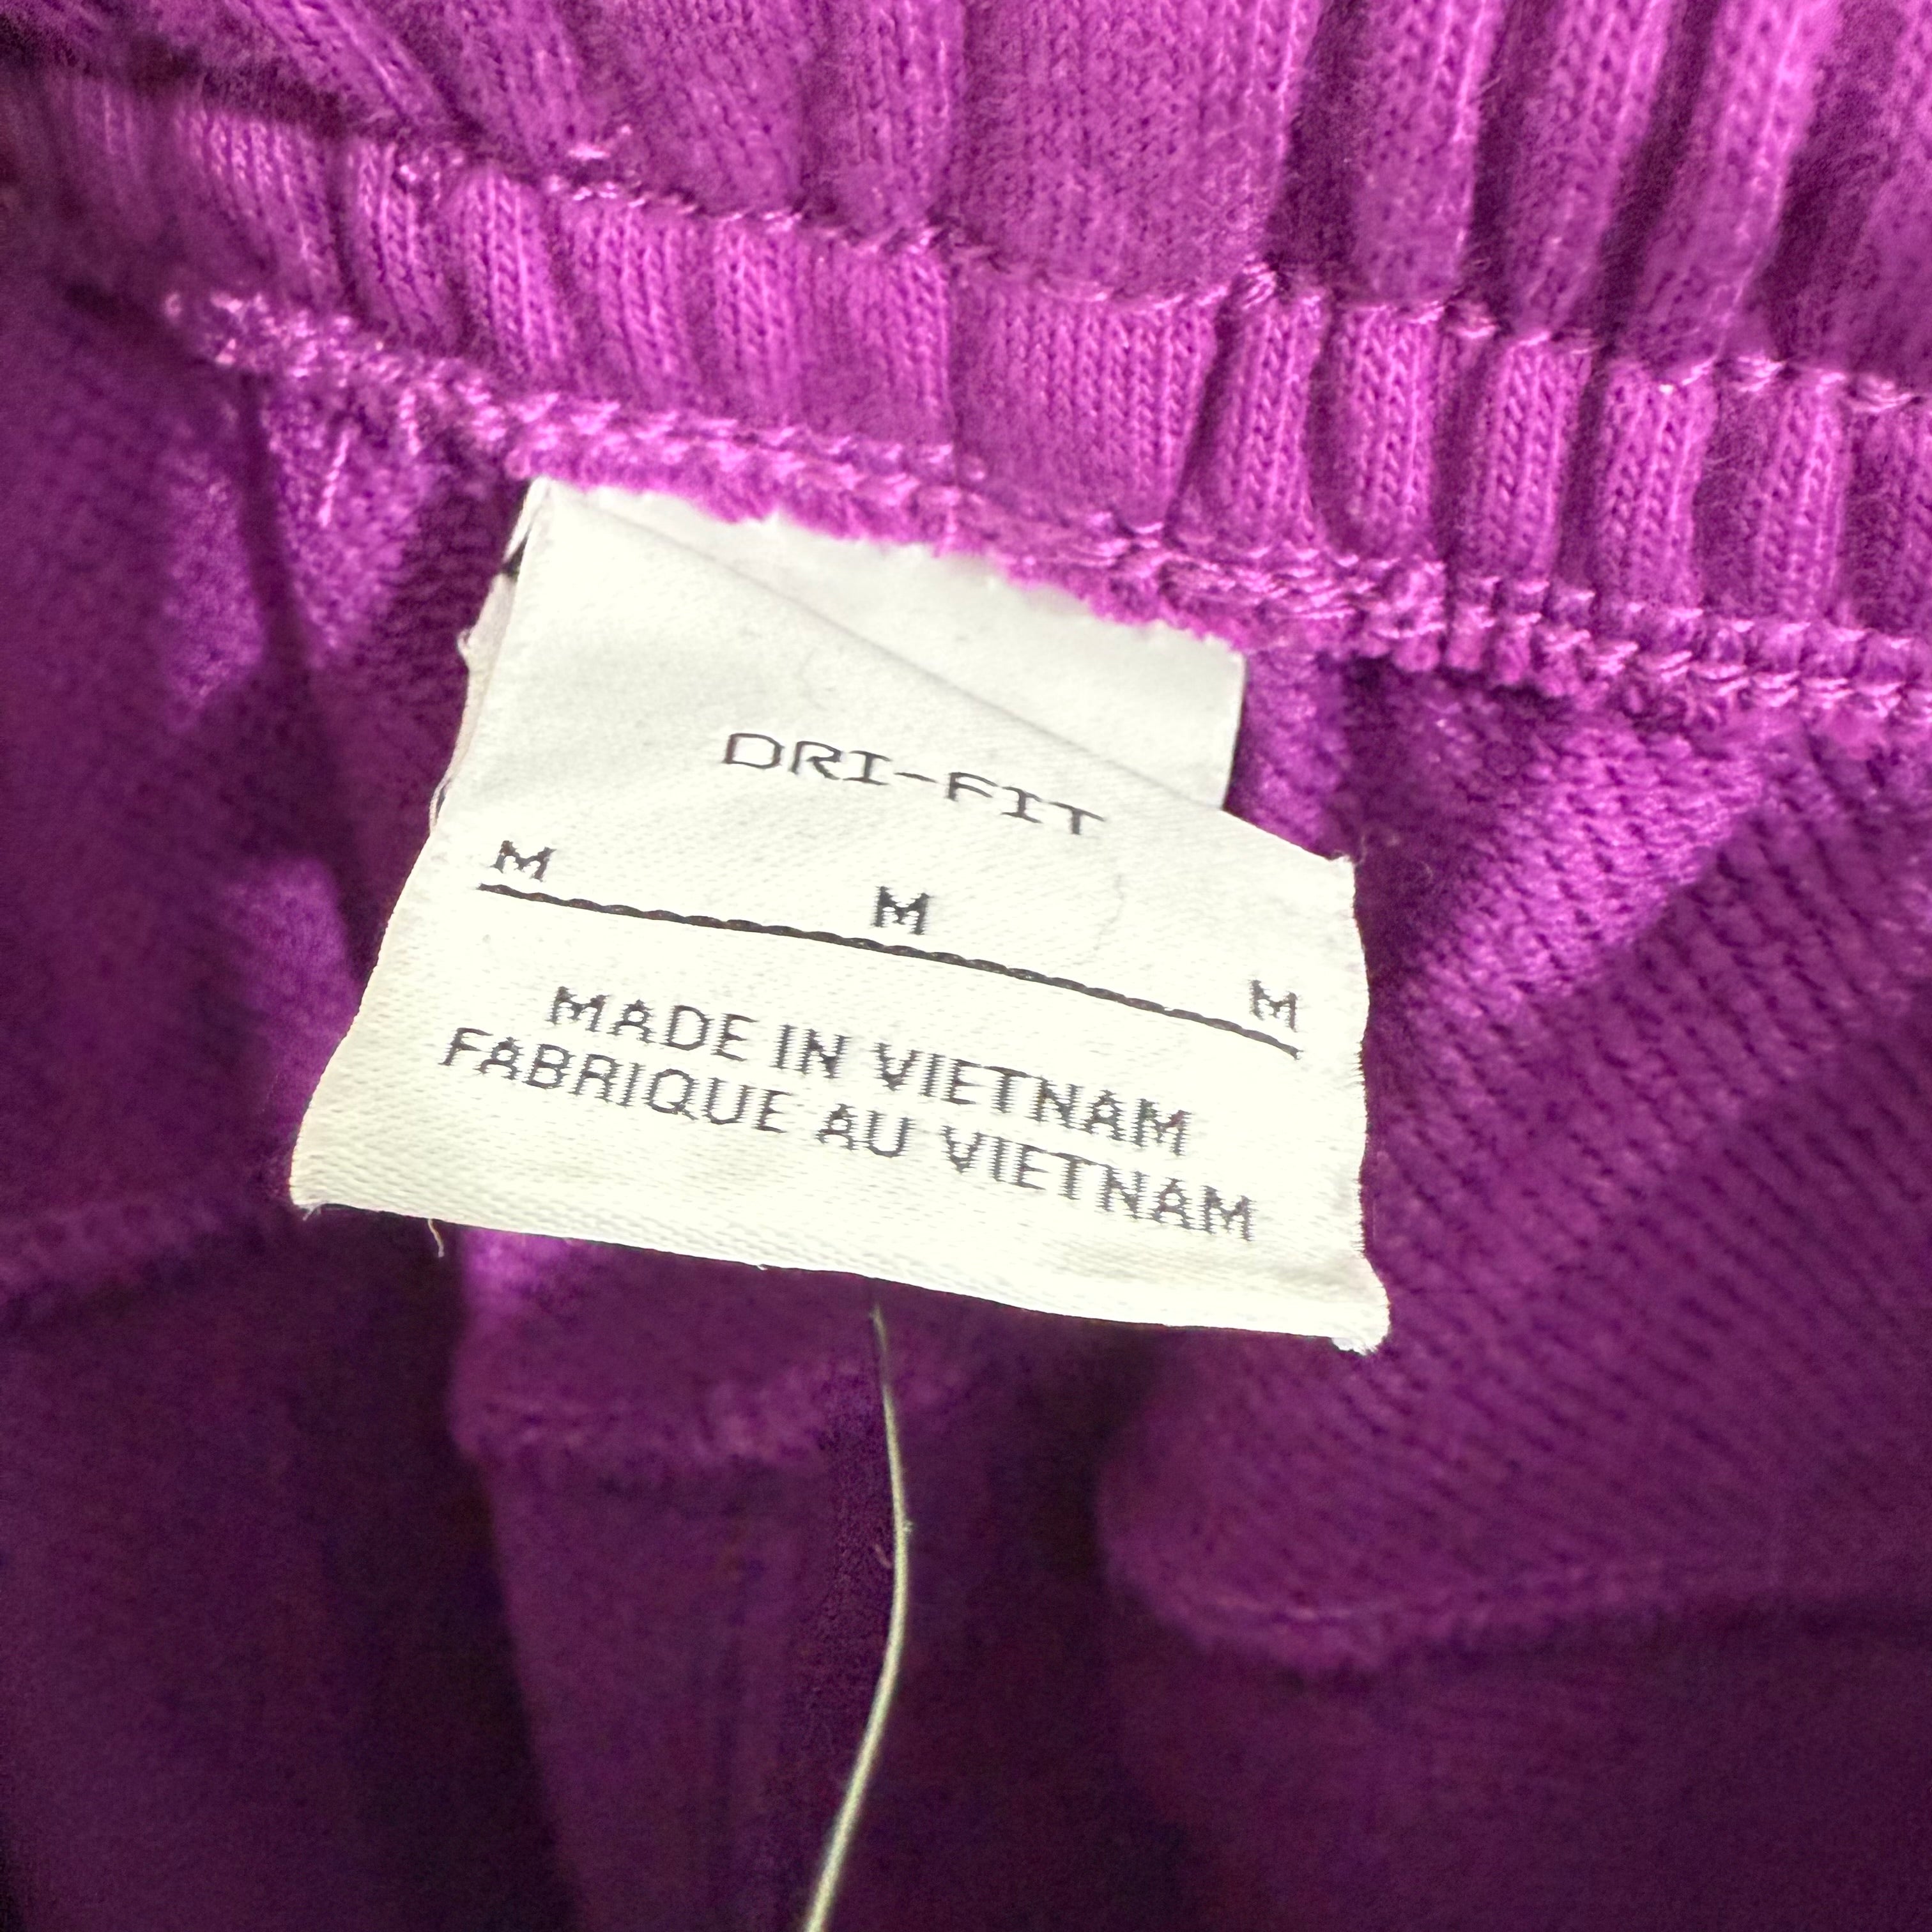 DRI-FIT
M M M
MADE IN VIETNAM
FABRIQUE AU VIETNAM